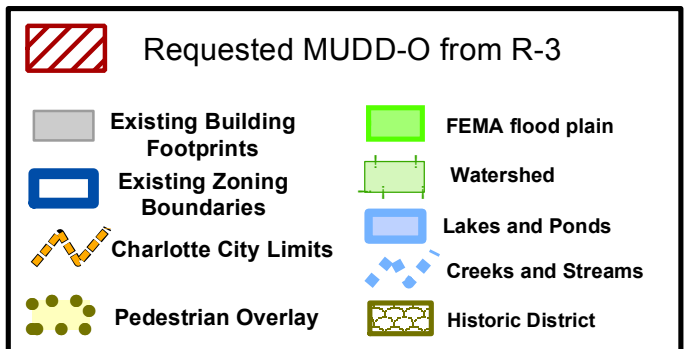 Requested MUDD-O from R-3
Existing Building
Footprints
Existing Zoning
Boundaries
Charlotte City Limits
Pedestrian Overlay
FEMA flood plain
Watershed
Lakes and Ponds
Creeks and Streams
Historic District